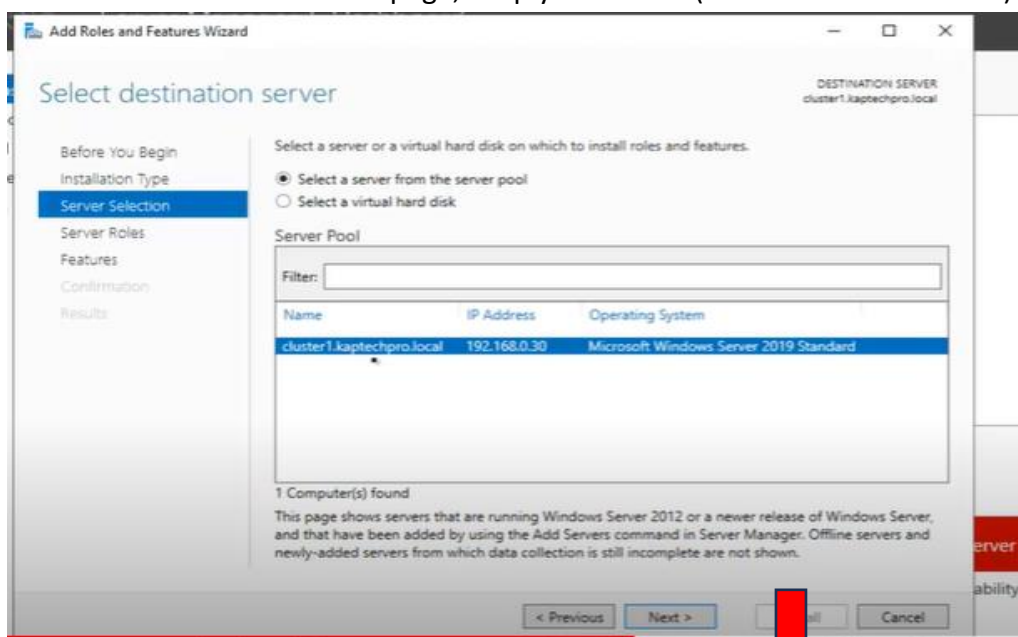 Add Roles and Features Wizard
Select destination server
DESTINATION SERVER
cluster1.kaptechpro.local
Before You Begin
Installation Type
Server Selection
Server Roles
Features
Confirmation
Results
Select a server or a virtual hard disk on which to install roles and features.
Select a server from the server pool
Select a virtual hard disk
Server Pool
Filter:
Name IP Address Operating System
cluster1.kaptechpro.local 192.168.0.30 Microsoft Windows Server 2019 Standard
1 Computer(s) found
This page shows servers that are running Windows Server 2012 or a newer release of Windows Server,
and that have been added by using the Add Servers command in Server Manager. Offline servers and
newly-added servers from which data collection is still incomplete are not shown.
erver
ability
< Previous Next > all Cancel